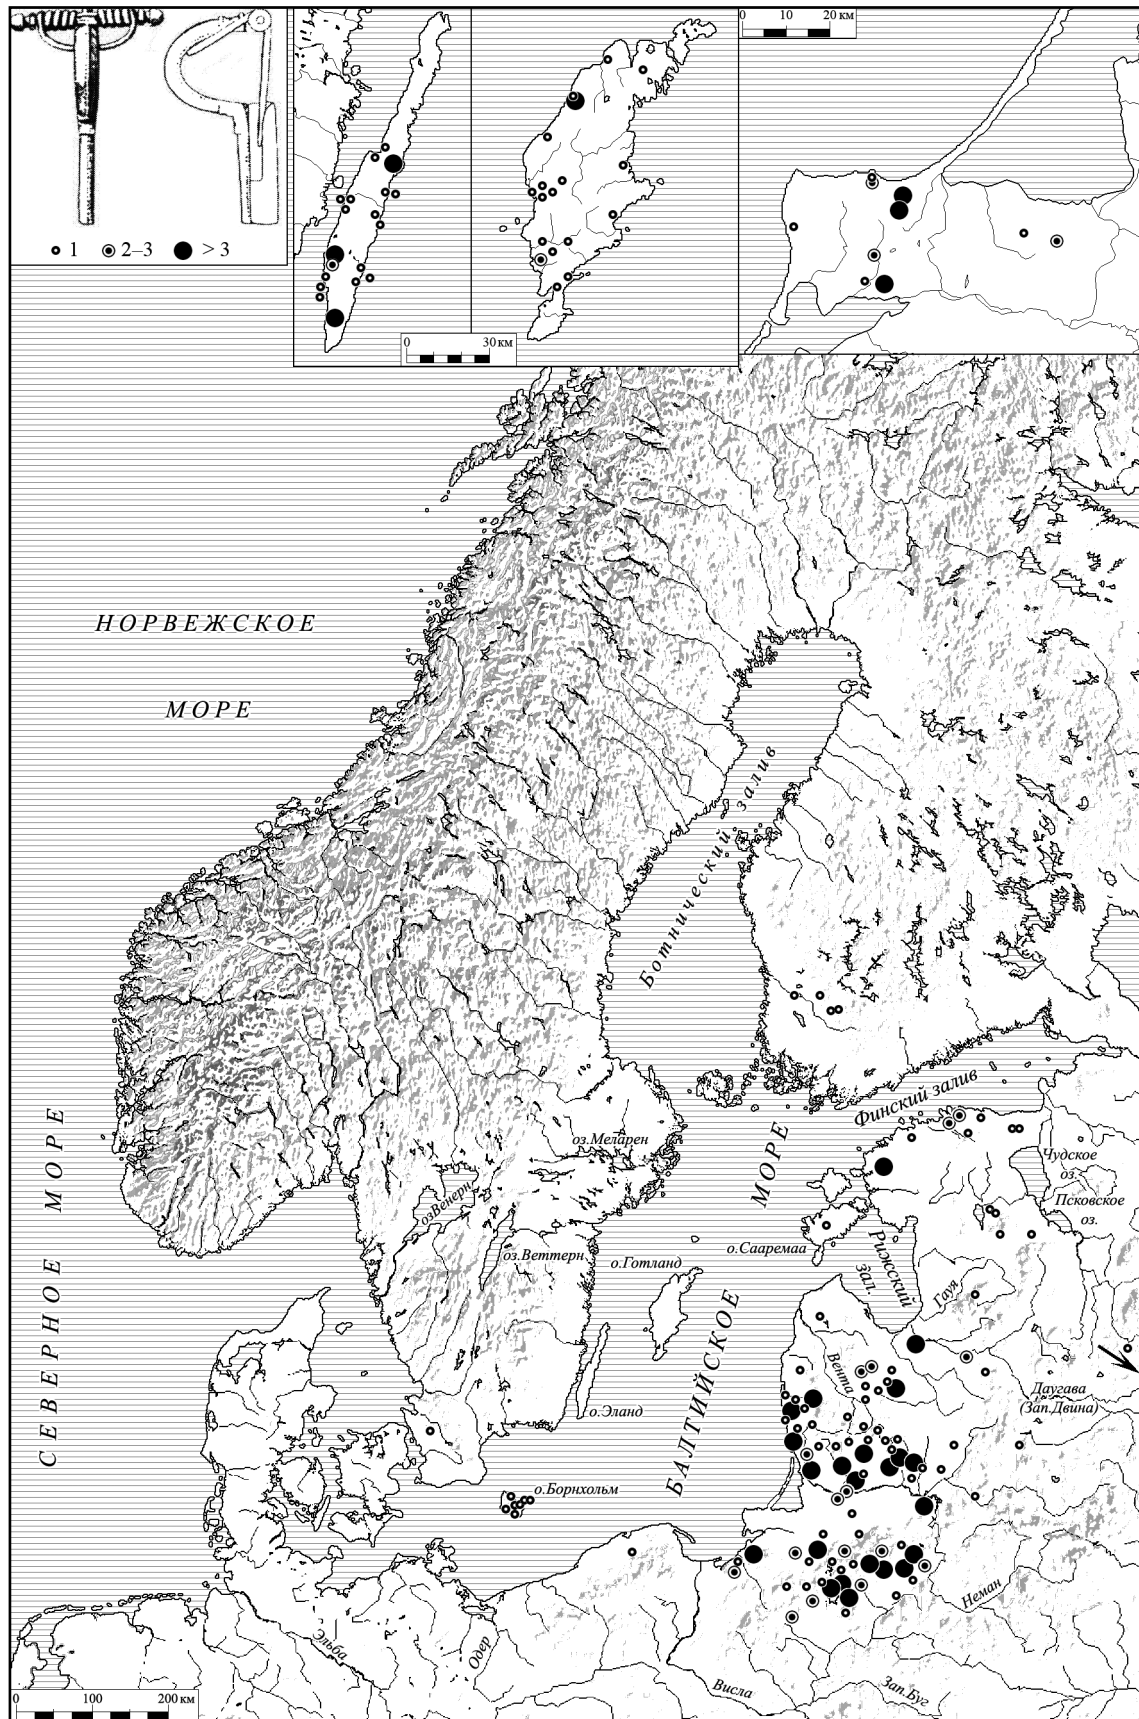 0 10 20 км
1 2–3 > 3
0 30 км
НОРВЕЖСКОЕ
МОРЕ
Ботнический залив
Финский залив
оз.Меларен
Чудское
оз.
Псковское
оз.
оз.Венерн
оз.Веттерн
о.Готланд
о.Сааремаа
Рижский
зал.
Гауя
СЕВЕРНОЕ МОРЕ
БАЛТИЙСКОЕ МОРЕ
Вента
Даугава
(Зап.Двина)
о.Эланд
о.Борнхольм
Неман
Эльба
Одер
Висла
Зап.Буг
0 100 200 км